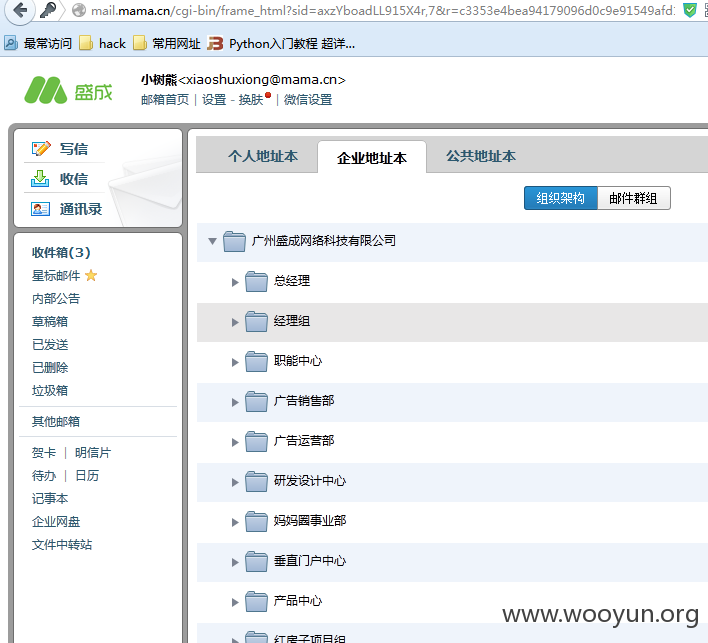 mail.mama.cn/cgi-bin/frame_html?sid=axzYboadLL915X4r,7&r=c3353e4bea94179096d0c9e91549afd:
最常访问 hack 常用网址 Python入门教程 超详...
盛成
小树熊<xiaoshuxiong@mama.cn>
邮箱首页 | 设置 - 换肤 | 微信设置
写信
收信
通讯录
收件箱(3)
星标邮件
内部公告
草稿箱
已发送
已删除
垃圾箱
其他邮箱
贺卡 | 明信片
待办 | 日历
记事本
企业网盘
文件中转站
个人地址本 企业地址本 公共地址本
组织架构 邮件群组
广州盛成网络科技有限公司
总经理
经理组
职能中心
广告销售部
广告运营部
研发设计中心
妈妈圈事业部
垂直门户中心
产品中心
红房子项目组
www.wooyun.org